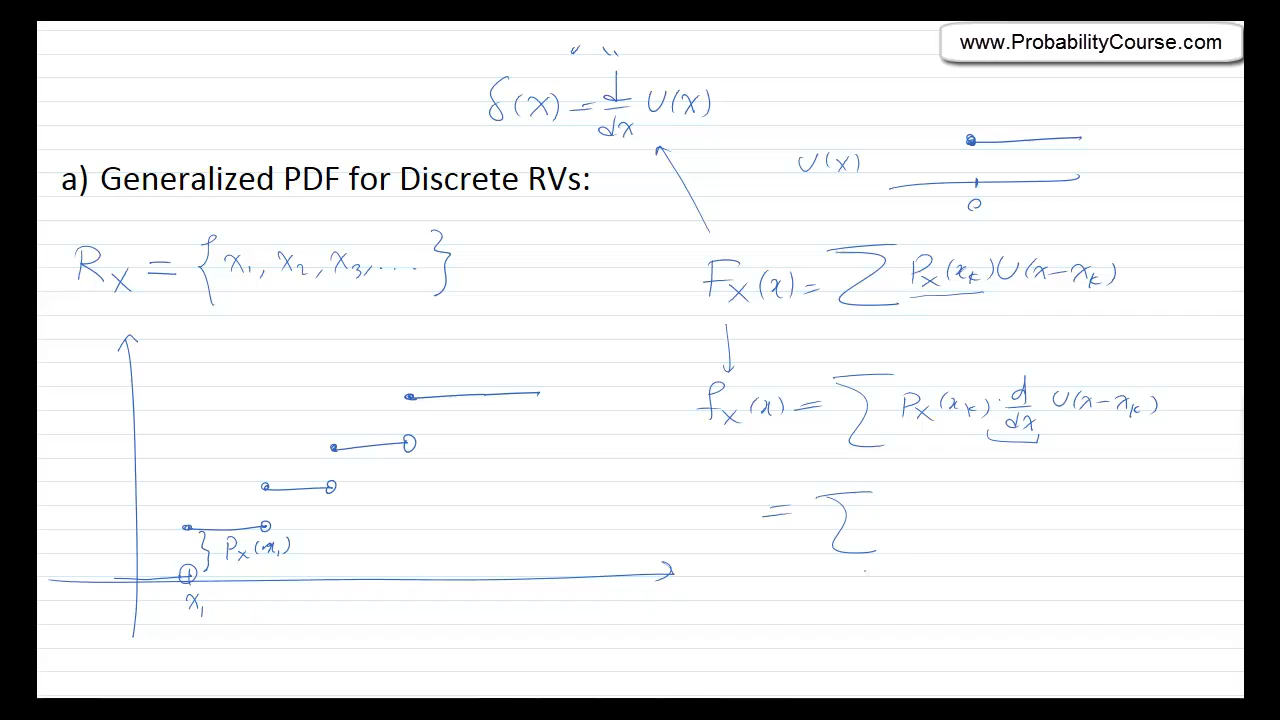 www.ProbabilityCourse.com
δ(x) = d/dx U(x)
a) Generalized PDF for Discrete RVs:
U(x)
0
R_X = { x₁, x₂, x₃, ... }
F_X(x) = ∑ P_X(x_k) U(x - x_k)
f_X(x) = ∑ P_X(x_k) · d/dx U(x - x_k)
= ∑
P_X(x₁)
x₁